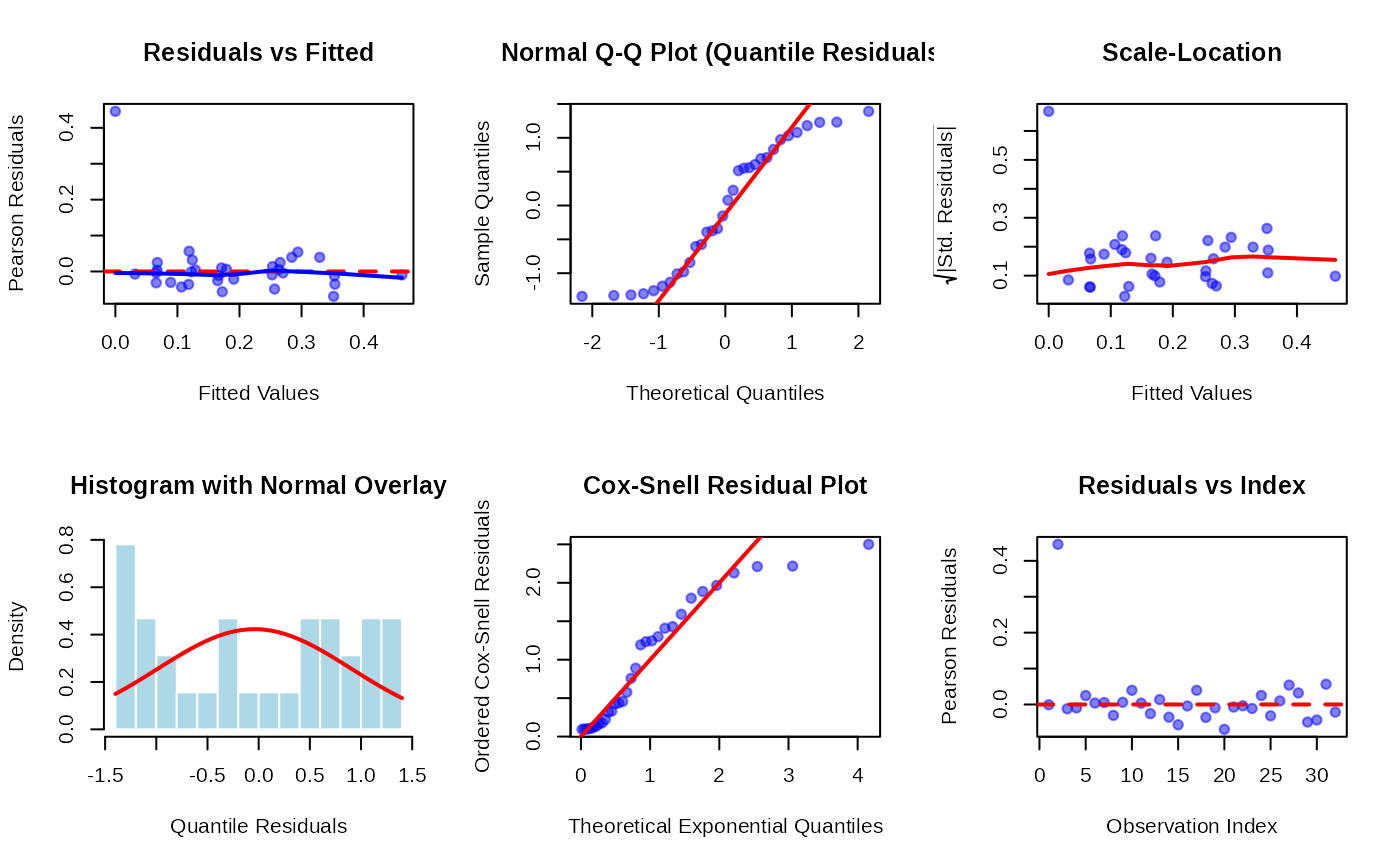 Residuals vs Fitted
Pearson Residuals
0.0 0.2 0.4
0.0 0.1 0.2 0.3 0.4
Fitted Values
Normal Q-Q Plot (Quantile Residuals
Sample Quantiles
-1.0 0.0 1.0
-2 -1 0 1 2
Theoretical Quantiles
Scale-Location
√|Std. Residuals|
0.1 0.3 0.5
0.0 0.1 0.2 0.3 0.4
Fitted Values
Histogram with Normal Overlay
Density
0.0 0.2 0.4 0.6 0.8
-1.5 -0.5 0.0 0.5 1.0 1.5
Quantile Residuals
Cox-Snell Residual Plot
Ordered Cox-Snell Residuals
0.0 1.0 2.0
0 1 2 3 4
Theoretical Exponential Quantiles
Residuals vs Index
Pearson Residuals
0.0 0.2 0.4
0 5 10 15 20 25 30
Observation Index